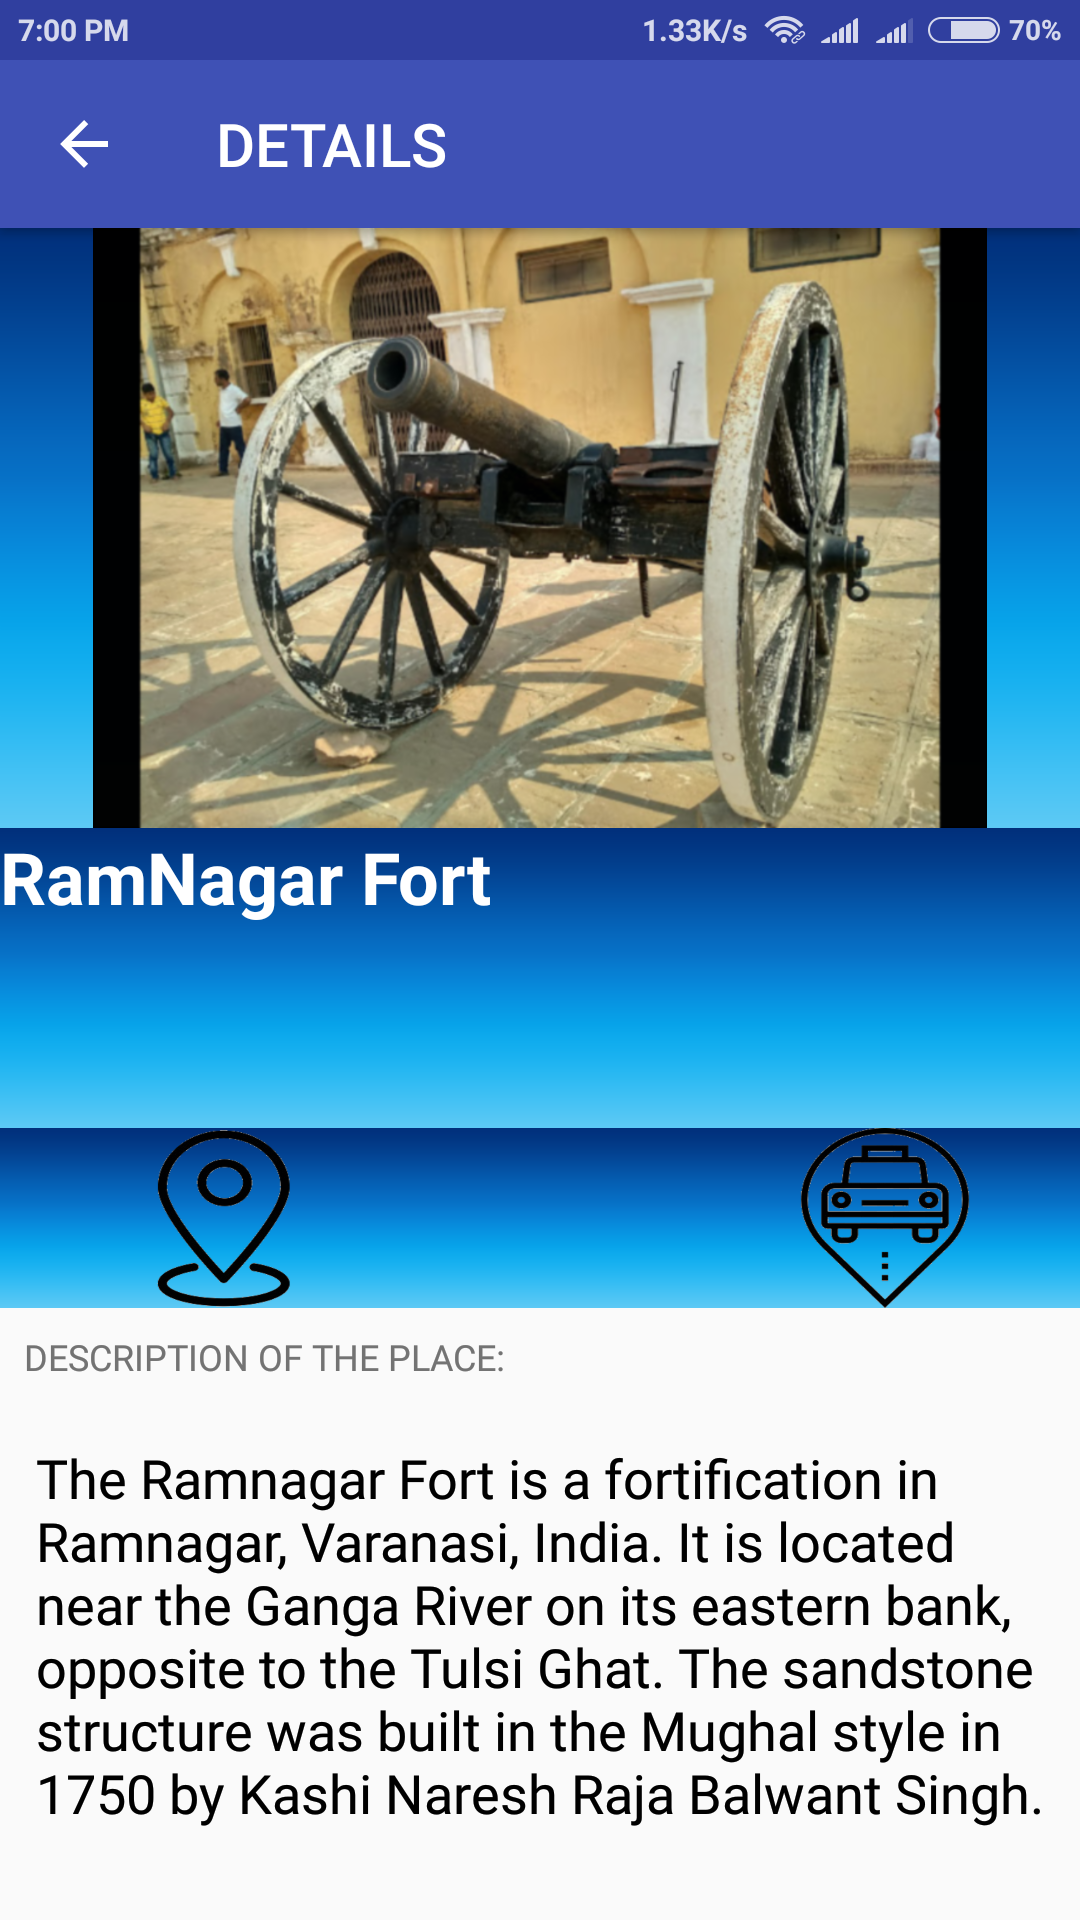 7:00 PM 1.33K/s 70%
DETAILS
RamNagar Fort
DESCRIPTION OF THE PLACE:
The Ramnagar Fort is a fortification in
Ramnagar, Varanasi, India. It is located
near the Ganga River on its eastern bank,
opposite to the Tulsi Ghat. The sandstone
structure was built in the Mughal style in
1750 by Kashi Naresh Raja Balwant Singh.